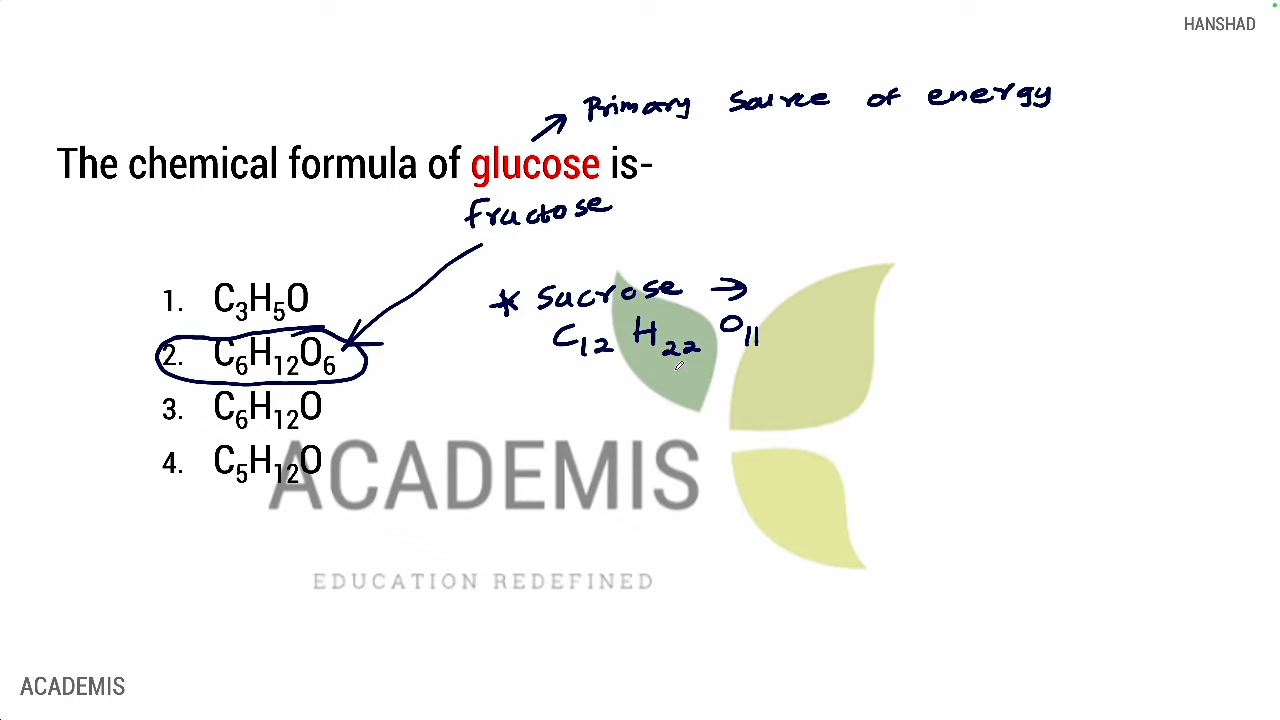 HANSHAD
Primary source of energy
The chemical formula of glucose is-
fructose
1. C₃H₅O
* Sucrose →
C₁₂ H₂₂ O₁₁
2. C₆H₁₂O₆
3. C₆H₁₂O
4. C₅H₁₂O
ACADEMIS
EDUCATION REDEFINED
ACADEMIS